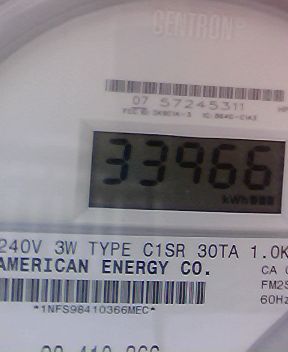 CENTRON
07 57245311
33966
kWh
240V 3W TYPE C1SR 30TA 1.0K
AMERICAN ENERGY CO.
CA
FM2S
60Hz
*1NFS98410366MEC*